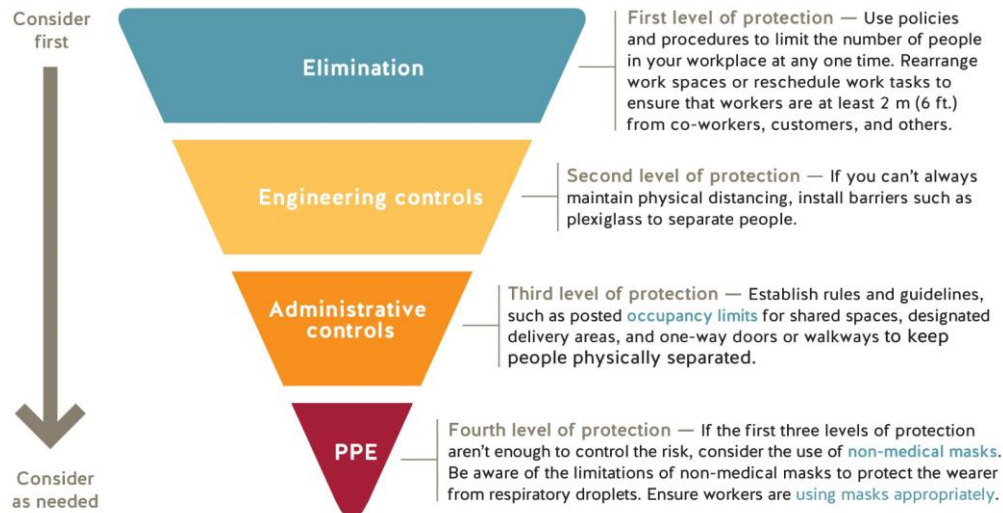 Consider
first
Elimination
First level of protection — Use policies
and procedures to limit the number of people
in your workplace at any one time. Rearrange
work spaces or reschedule work tasks to
ensure that workers are at least 2 m (6 ft.)
from co-workers, customers, and others.
Engineering controls
Second level of protection — If you can't always
maintain physical distancing, install barriers such as
plexiglass to separate people.
Administrative
controls
Third level of protection — Establish rules and guidelines,
such as posted occupancy limits for shared spaces, designated
delivery areas, and one-way doors or walkways to keep
people physically separated.
PPE
Fourth level of protection — If the first three levels of protection
aren't enough to control the risk, consider the use of non-medical masks.
Be aware of the limitations of non-medical masks to protect the wearer
from respiratory droplets. Ensure workers are using masks appropriately.
Consider
as needed